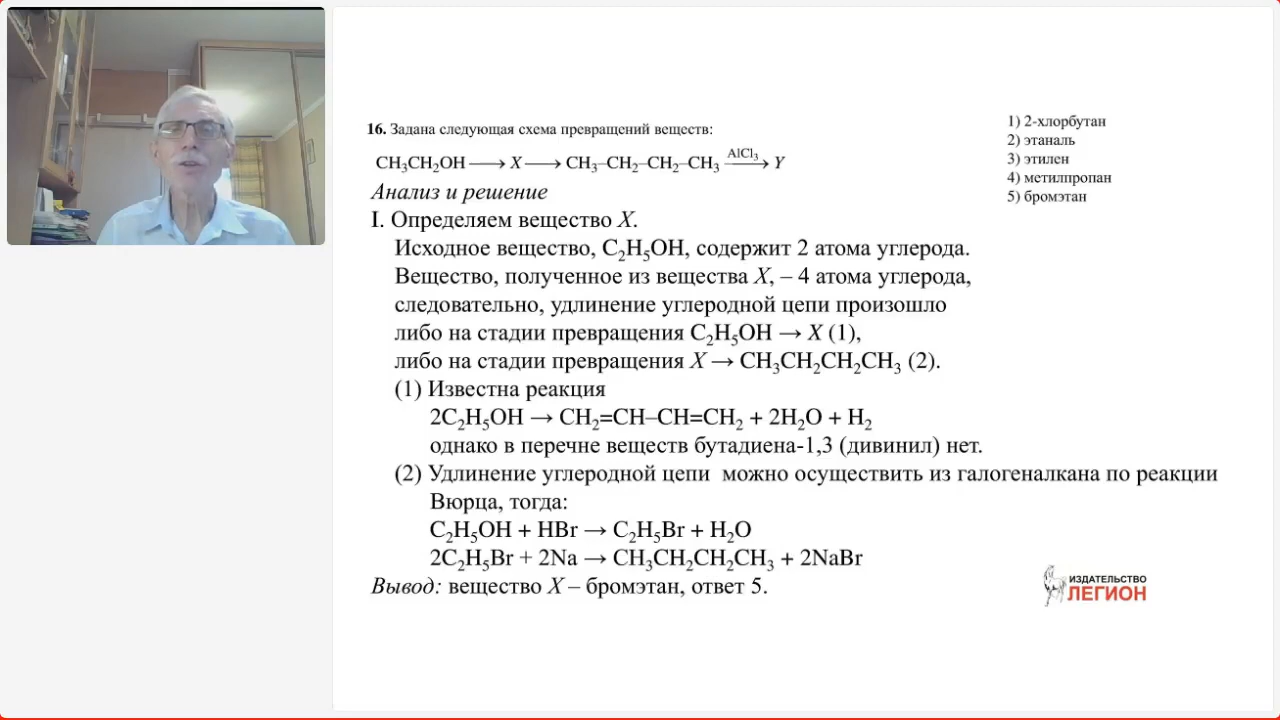 16. Задана следующая схема превращений веществ:
CH₃CH₂OH ⟶ X ⟶ CH₃–CH₂–CH₂–CH₃ AlCl₃⟶ Y
1) 2-хлорбутан
2) этаналь
3) этилен
4) метилпропан
5) бромэтан
Анализ и решение
I. Определяем вещество X.
Исходное вещество, C₂H₅OH, содержит 2 атома углерода.
Вещество, полученное из вещества X, – 4 атома углерода,
следовательно, удлинение углеродной цепи произошло
либо на стадии превращения C₂H₅OH → X (1),
либо на стадии превращения X → CH₃CH₂CH₂CH₃ (2).
(1) Известна реакция
2C₂H₅OH → CH₂=CH–CH=CH₂ + 2H₂O + H₂
однако в перечне веществ бутадиена-1,3 (дивинил) нет.
(2) Удлинение углеродной цепи можно осуществить из галогеналкана по реакции
Вюрца, тогда:
C₂H₅OH + HBr → C₂H₅Br + H₂O
2C₂H₅Br + 2Na → CH₃CH₂CH₂CH₃ + 2NaBr
Вывод: вещество X – бромэтан, ответ 5.
ИЗДАТЕЛЬСТВО
ЛЕГИОН